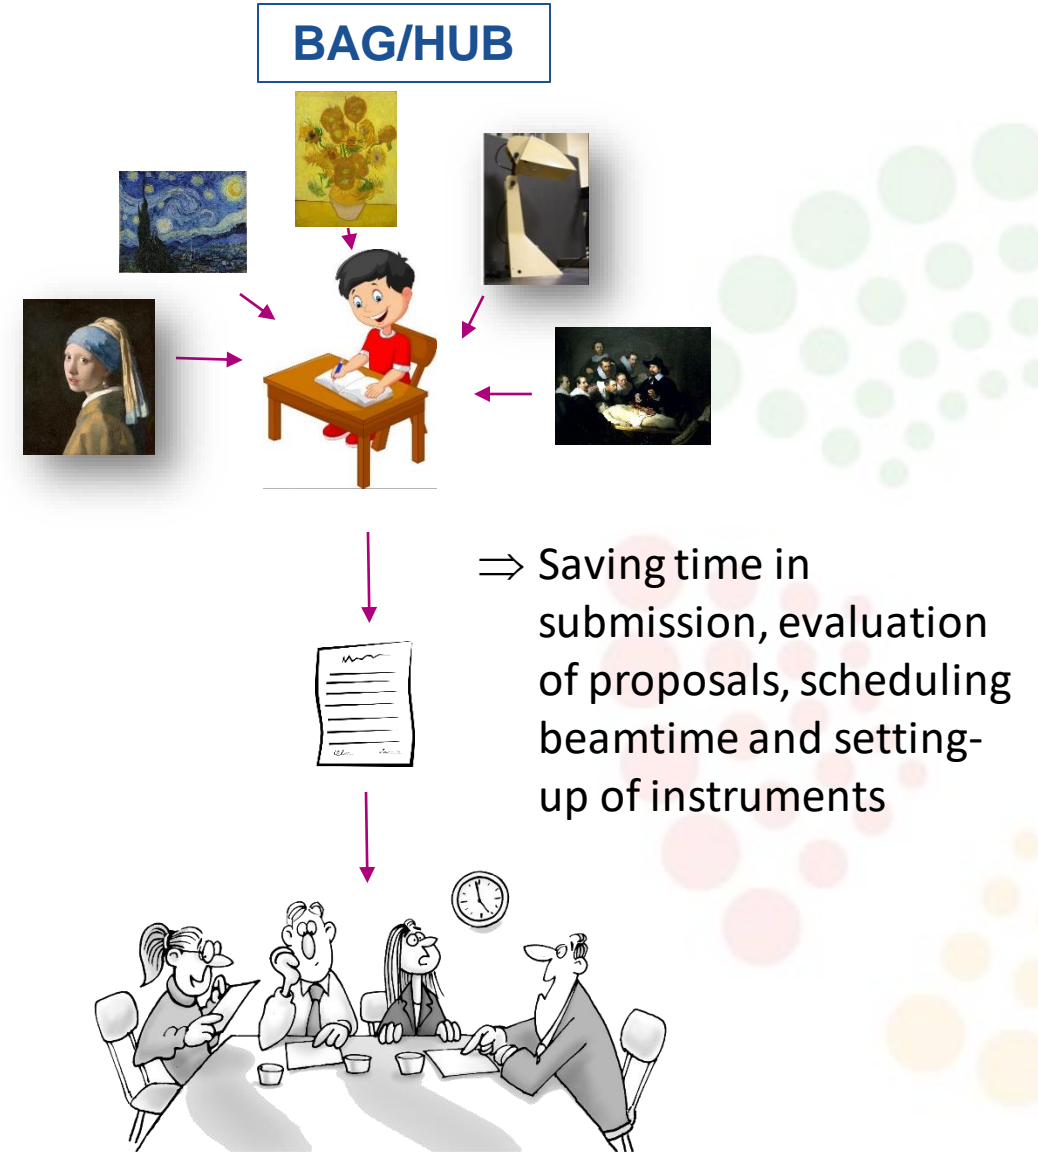 BAG/HUB
⇒ Saving time in
submission, evaluation
of proposals, scheduling
beamtime and setting-
up of instruments